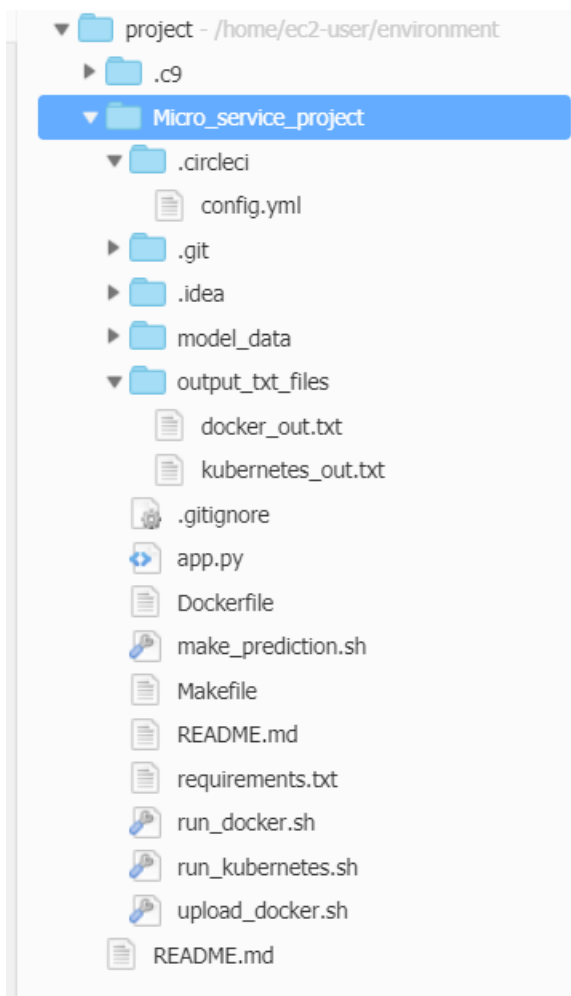 project - /home/ec2-user/environment
.c9
Micro_service_project
.circleci
config.yml
.git
.idea
model_data
output_txt_files
docker_out.txt
kubernetes_out.txt
.gitignore
app.py
Dockerfile
make_prediction.sh
Makefile
README.md
requirements.txt
run_docker.sh
run_kubernetes.sh
upload_docker.sh
README.md